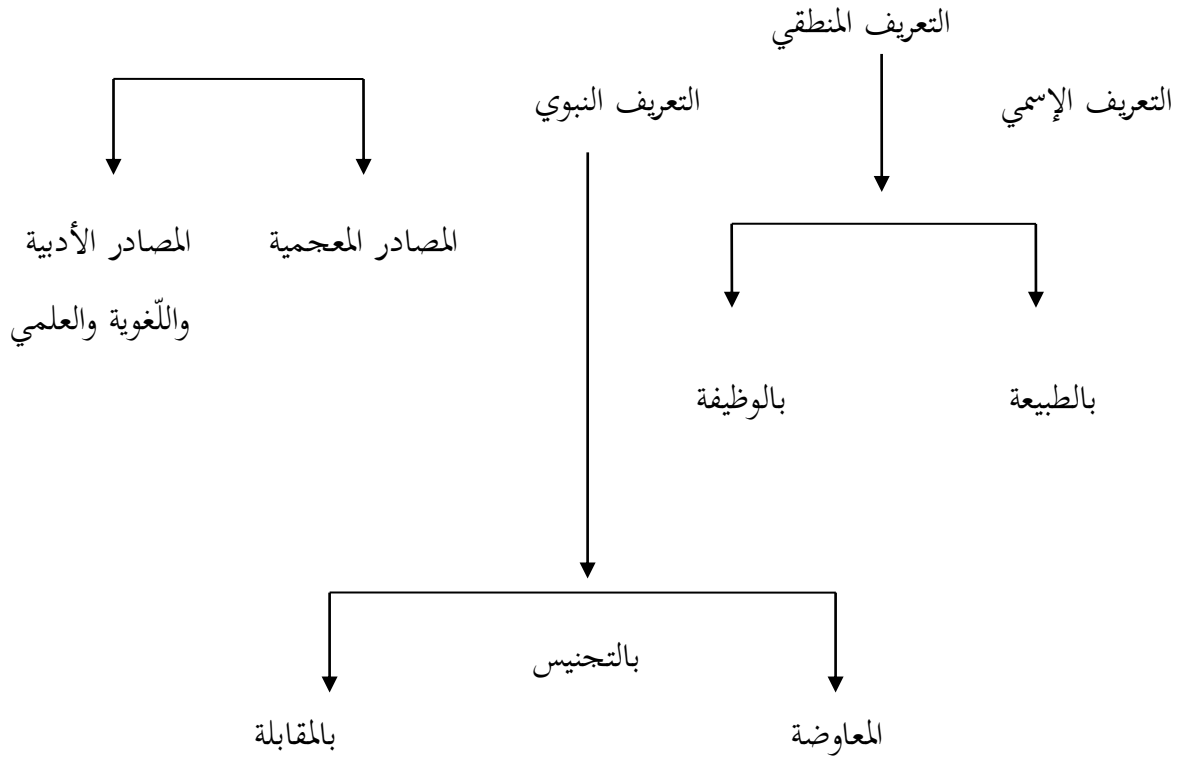 التعريف المنطقي
التعريف الإسمي
التعريف النبوي
المصادر المعجمية
المصادر الأدبية
واللّغوية والعلمي
بالطبيعة
بالوظيفة
بالتجنيس
المعاوضة
بالمقابلة